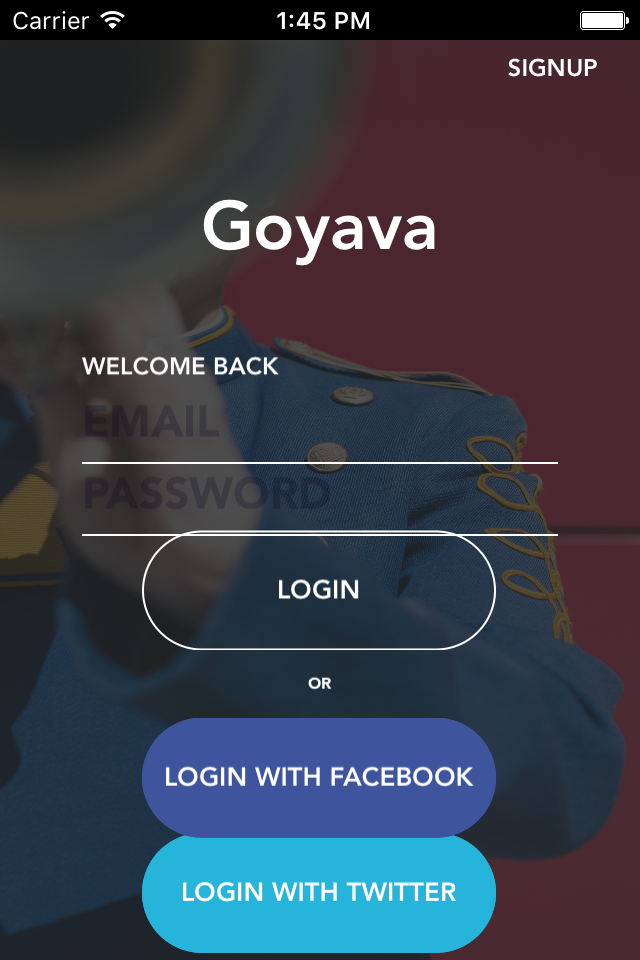 Carrier 1:45 PM
SIGNUP
Goyava
WELCOME BACK
EMAIL
PASSWORD
LOGIN
OR
LOGIN WITH FACEBOOK
LOGIN WITH TWITTER